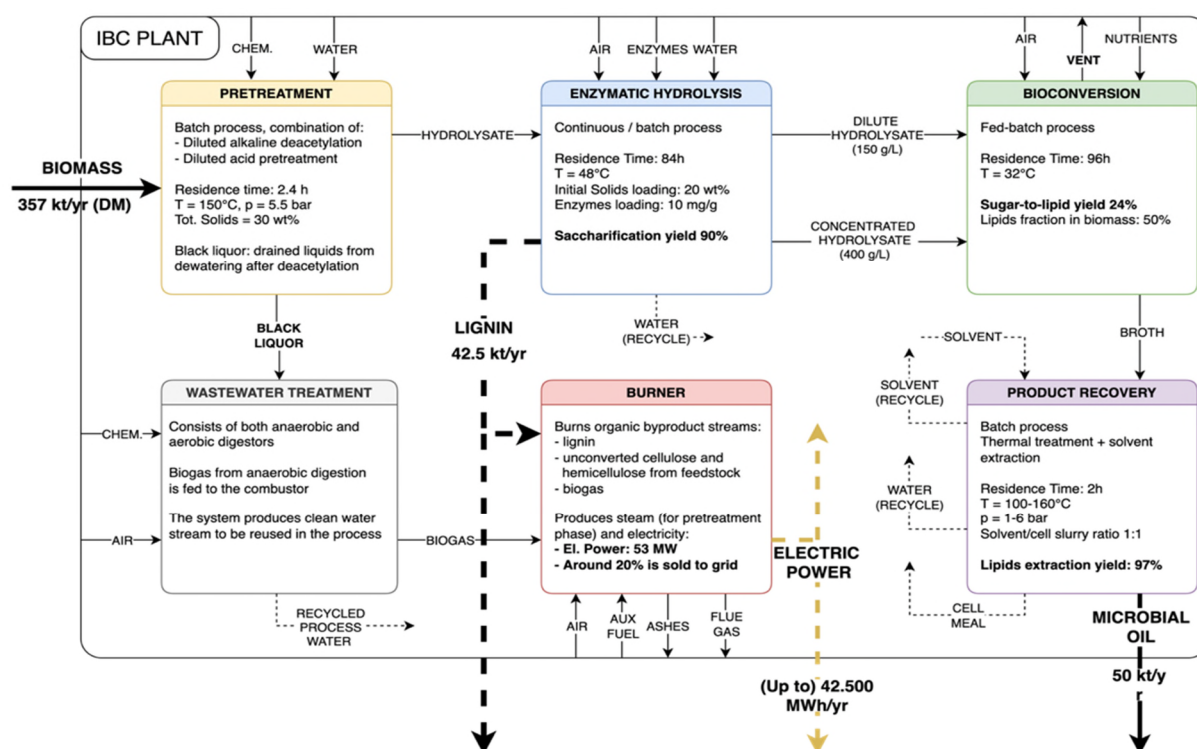 IBC PLANT
CHEM.
WATER
AIR
ENZYMES
WATER
AIR
VENT
NUTRIENTS
BIOMASS
357 kt/yr (DM)
PRETREATMENT
Batch process, combination of:
- Diluted alkaline deacetylation
- Diluted acid pretreatment
Residence time: 2.4 h
T = 150°C, p = 5.5 bar
Tot. Solids = 30 wt%
Black liquor: drained liquids from
dewatering after deacetylation
HYDROLYSATE
ENZYMATIC HYDROLYSIS
Continuous / batch process
Residence Time: 84h
T = 48°C
Initial Solids loading: 20 wt%
Enzymes loading: 10 mg/g
Saccharification yield 90%
DILUTE
HYDROLYSATE
(150 g/L)
CONCENTRATED
HYDROLYSATE
(400 g/L)
BIOCONVERSION
Fed-batch process
Residence Time: 96h
T = 32°C
Sugar-to-lipid yield 24%
Lipids fraction in biomass: 50%
BLACK
LIQUOR
LIGNIN
42.5 kt/yr
WATER
(RECYCLE)
SOLVENT
BROTH
SOLVENT
(RECYCLE)
WATER
(RECYCLE)
CELL
MEAL
CHEM.
AIR
WASTEWATER TREATMENT
Consists of both anaerobic and
aerobic digestors
Biogas from anaerobic digestion
is fed to the combustor
The system produces clean water
stream to be reused in the process
BIOGAS
RECYCLED
PROCESS
WATER
BURNER
Burns organic byproduct streams:
- lignin
- unconverted cellulose and
hemicellulose from feedstock
- biogas
Produces steam (for pretreatment
phase) and electricity:
- El. Power: 53 MW
- Around 20% is sold to grid
AIR
AUX
FUEL
ASHES
FLUE
GAS
ELECTRIC
POWER
(Up to) 42.500
MWh/yr
PRODUCT RECOVERY
Batch process
Thermal treatment + solvent
extraction
Residence Time: 2h
T = 100-160°C
p = 1-6 bar
Solvent/cell slurry ratio 1:1
Lipids extraction yield: 97%
MICROBIAL
OIL
50 kt/y
r